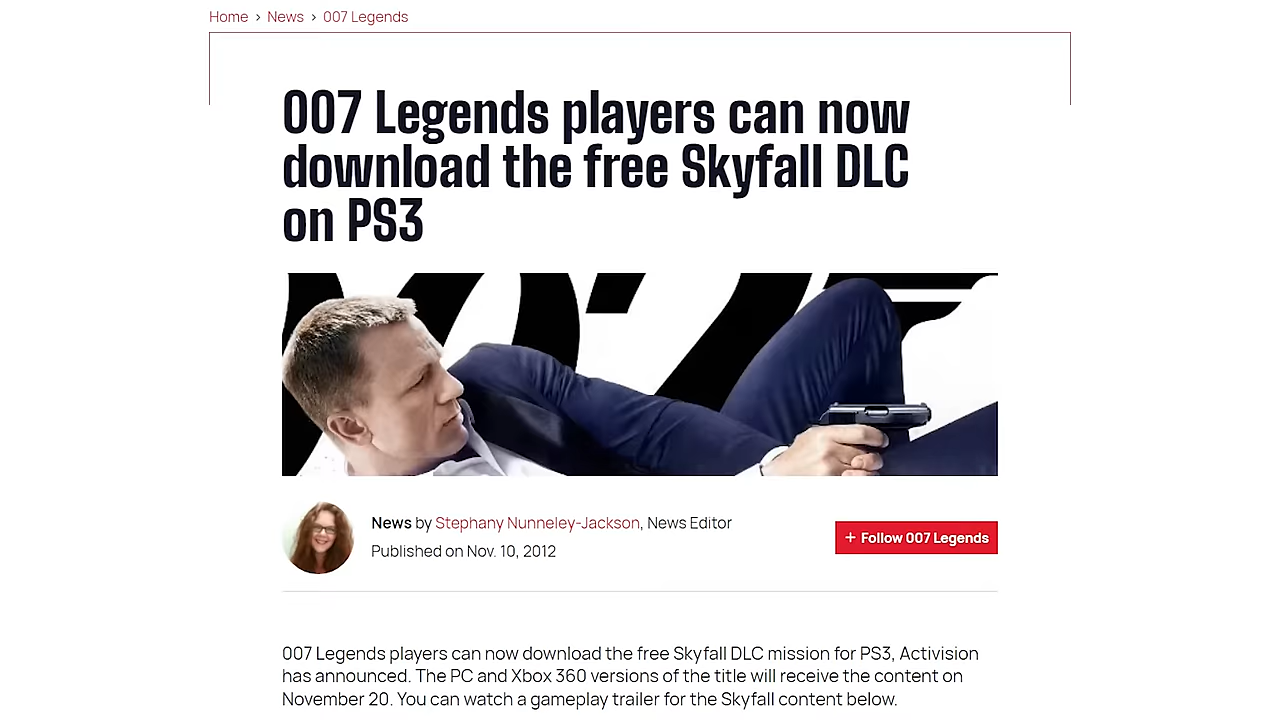 Home > News > 007 Legends
007 Legends players can now
download the free Skyfall DLC
on PS3
007
News by Stephany Nunneley-Jackson, News Editor
Published on Nov. 10, 2012
+ Follow 007 Legends
007 Legends players can now download the free Skyfall DLC mission for PS3, Activision
has announced. The PC and Xbox 360 versions of the title will receive the content on
November 20. You can watch a gameplay trailer for the Skyfall content below.